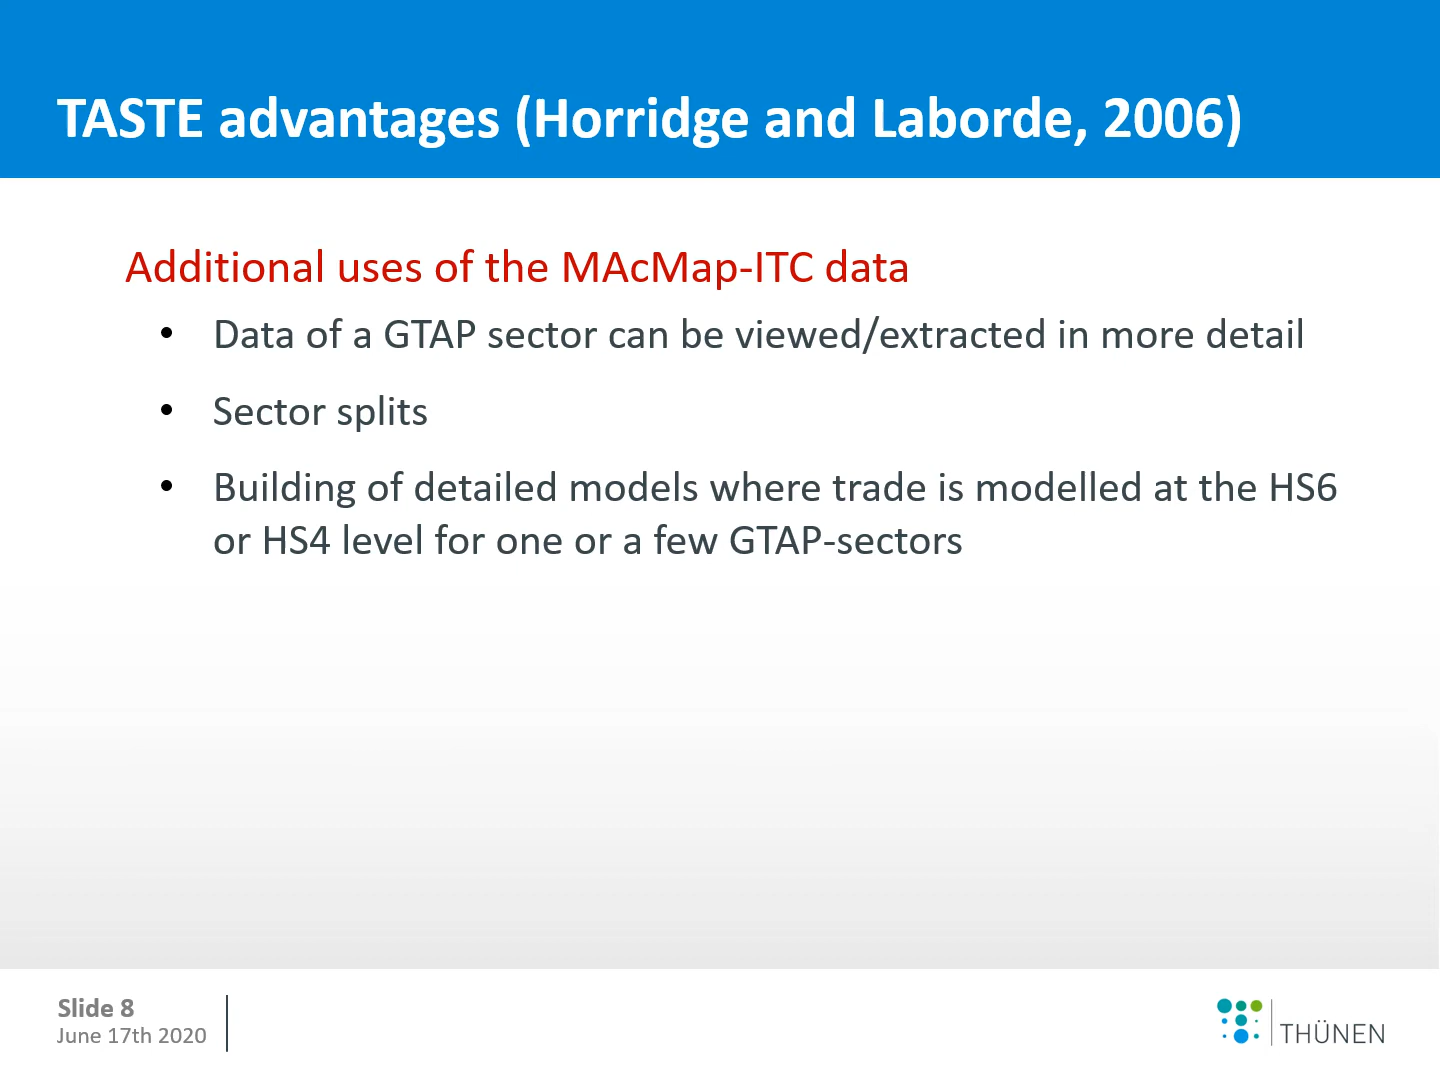 TASTE advantages (Horridge and Laborde, 2006)
Additional uses of the MAcMap-ITC data
• Data of a GTAP sector can be viewed/extracted in more detail
• Sector splits
• Building of detailed models where trade is modelled at the HS6
or HS4 level for one or a few GTAP-sectors
Slide 8
June 17th 2020
THÜNEN